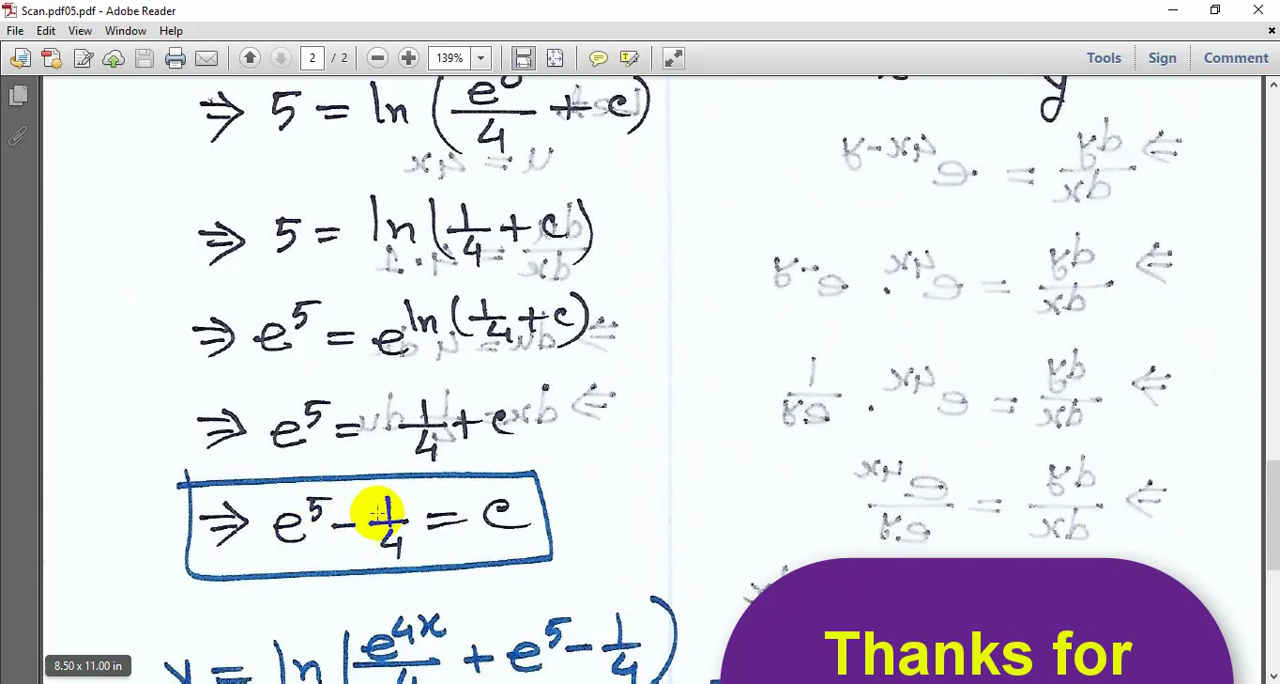 Scan.pdf05.pdf - Adobe Reader
File Edit View Window Help
2 / 2 139% Tools Sign Comment
⇒ 5 = ln(e⁰/4 + c)
⇒ 5 = ln(1/4 + c)
⇒ e⁵ = e^ln(1/4 + c)
⇒ e⁵ = 1/4 + c
⇒ e⁵ - 1/4 = c
y = ln(e^4x/4 + e⁵ - 1/4)
y
8.50 x 11.00 in
Thanks for